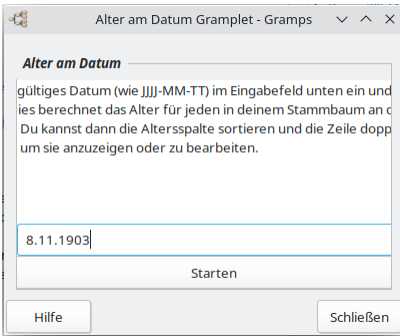 Alter am Datum Gramplet - Gramps
Alter am Datum
gültiges Datum (wie JJJJ-MM-TT) im Eingabefeld unten ein und
ies berechnet das Alter für jeden in deinem Stammbaum an
Du kannst dann die Altersspalte sortieren und die Zeile dopp
um sie anzuzeigen oder zu bearbeiten.
8.11.1903
Starten
Hilfe
Schließen